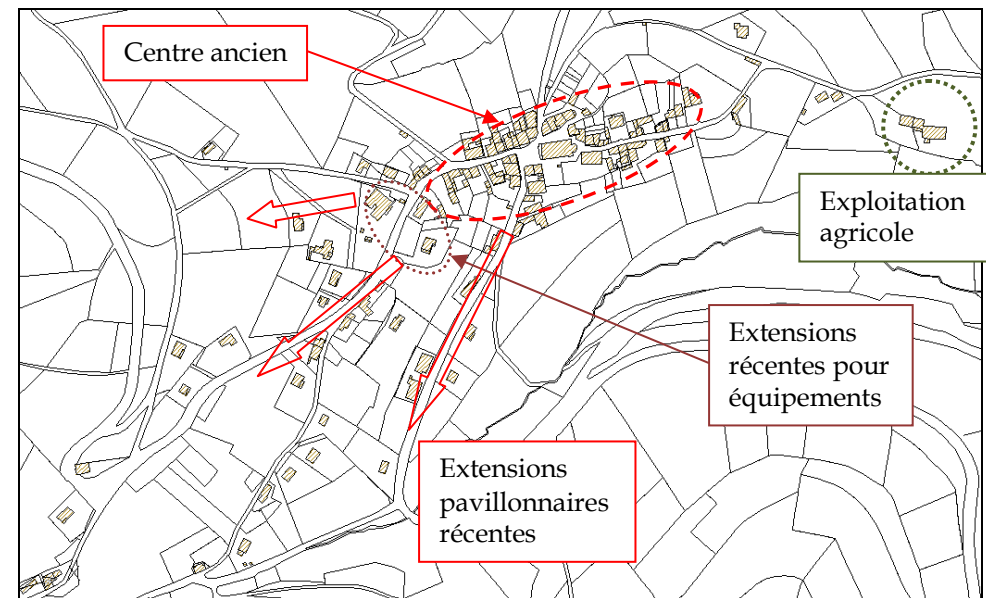 Centre ancien
Exploitation
agricole
Extensions
récentes pour
équipements
Extensions
pavillonnaires
récentes